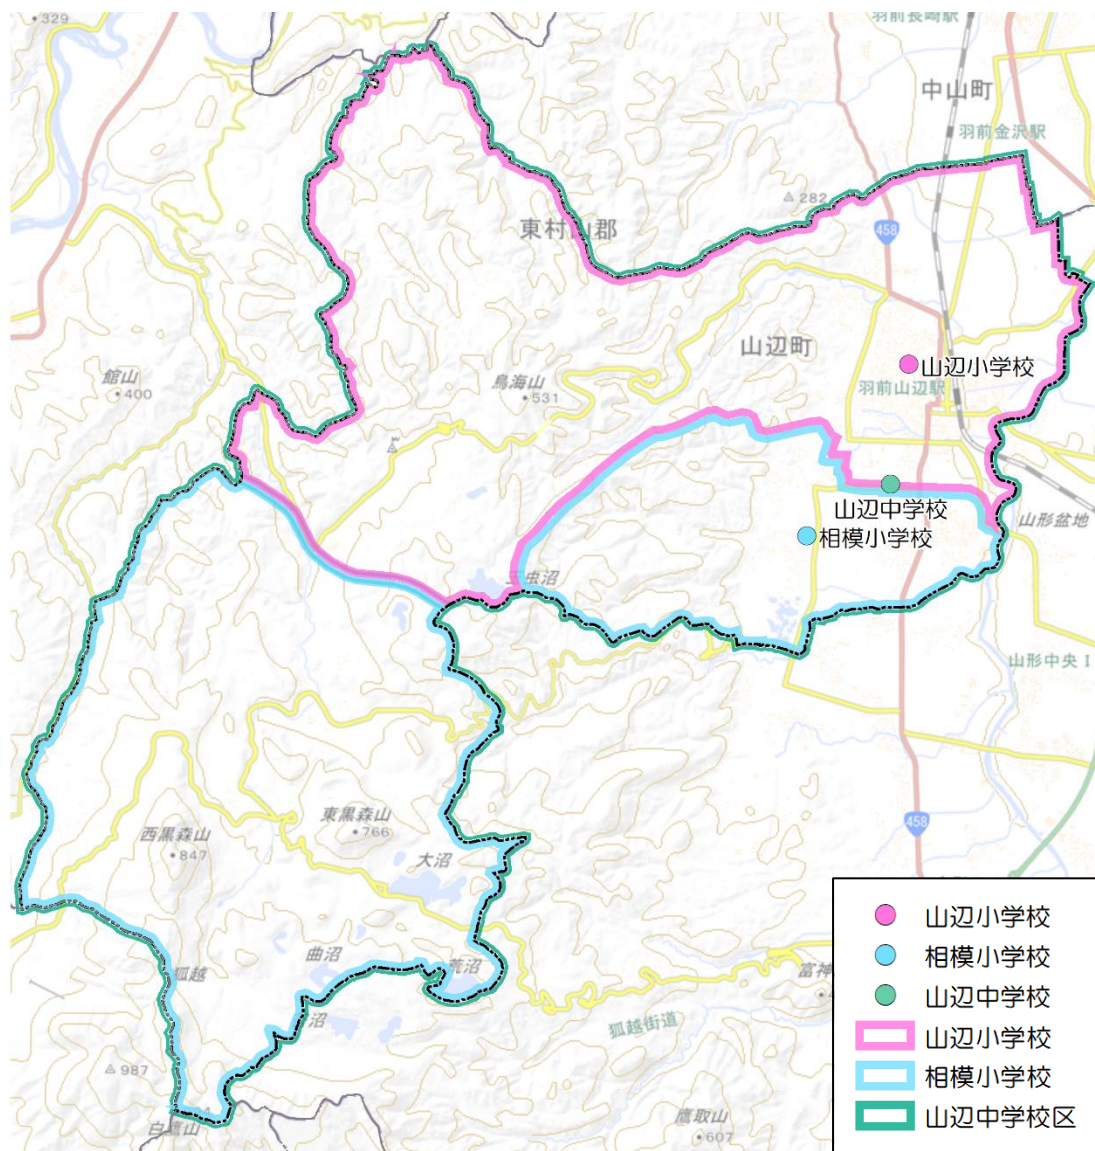 329
羽前長崎駅
中山町
羽前金沢駅
282
東村山郡
458
山辺町
山辺小学校
館山
400
鳥海山
531
羽前山辺駅
山辺中学校
山形盆地
相模小学校
玉虫沼
山形中央I
東黒森山
766
西黒森山
847
458
大沼
曲沼
荒沼
狐越
富神
沼
狐越街道
987
鷹取山
607
白鷹山
山辺小学校
相模小学校
山辺中学校
山辺小学校
相模小学校
山辺中学校区